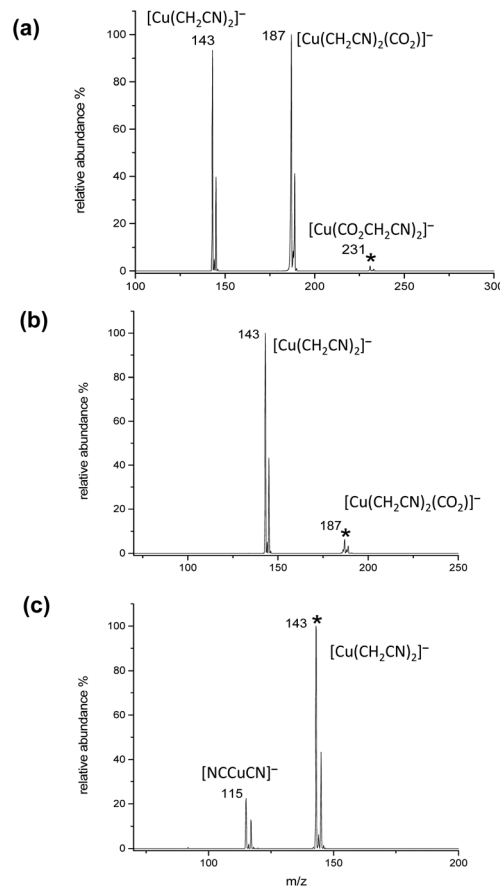 (a)
[Cu(CH₂CN)₂]⁻
143
187
[Cu(CH₂CN)₂(CO₂)]⁻
[Cu(CO₂CH₂CN)₂]⁻
231
*
relative abundance %
100
80
60
40
20
0
100 150 200 250 300
(b)
143
[Cu(CH₂CN)₂]⁻
[Cu(CH₂CN)₂(CO₂)]⁻
187
*
relative abundance %
100
80
60
40
20
0
100 150 200 250
(c)
143 *
[Cu(CH₂CN)₂]⁻
[NCCuCN]⁻
115
relative abundance %
100
80
60
40
20
0
100 150 200
m/z